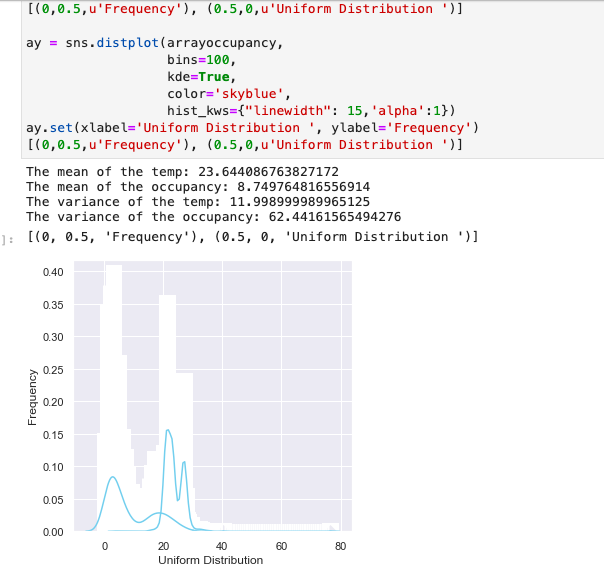 [(0,0.5,u'Frequency'), (0.5,0,u'Uniform Distribution ')]
ay = sns.distplot(arrayoccupancy,
bins=100,
kde=True,
color='skyblue',
hist_kws={"linewidth": 15,'alpha':1})
ay.set(xlabel='Uniform Distribution ', ylabel='Frequency')
[(0,0.5,u'Frequency'), (0.5,0,u'Uniform Distribution ')]
The mean of the temp: 23.644086763827172
The mean of the occupancy: 8.749764816556914
The variance of the temp: 11.998999989965125
The variance of the occupancy: 62.44161565494276
]: [(0, 0.5, 'Frequency'), (0.5, 0, 'Uniform Distribution ')]
0.40
0.35
0.30
0.25
0.20
0.15
0.10
0.05
0.00
Frequency
0 20 40 60 80
Uniform Distribution